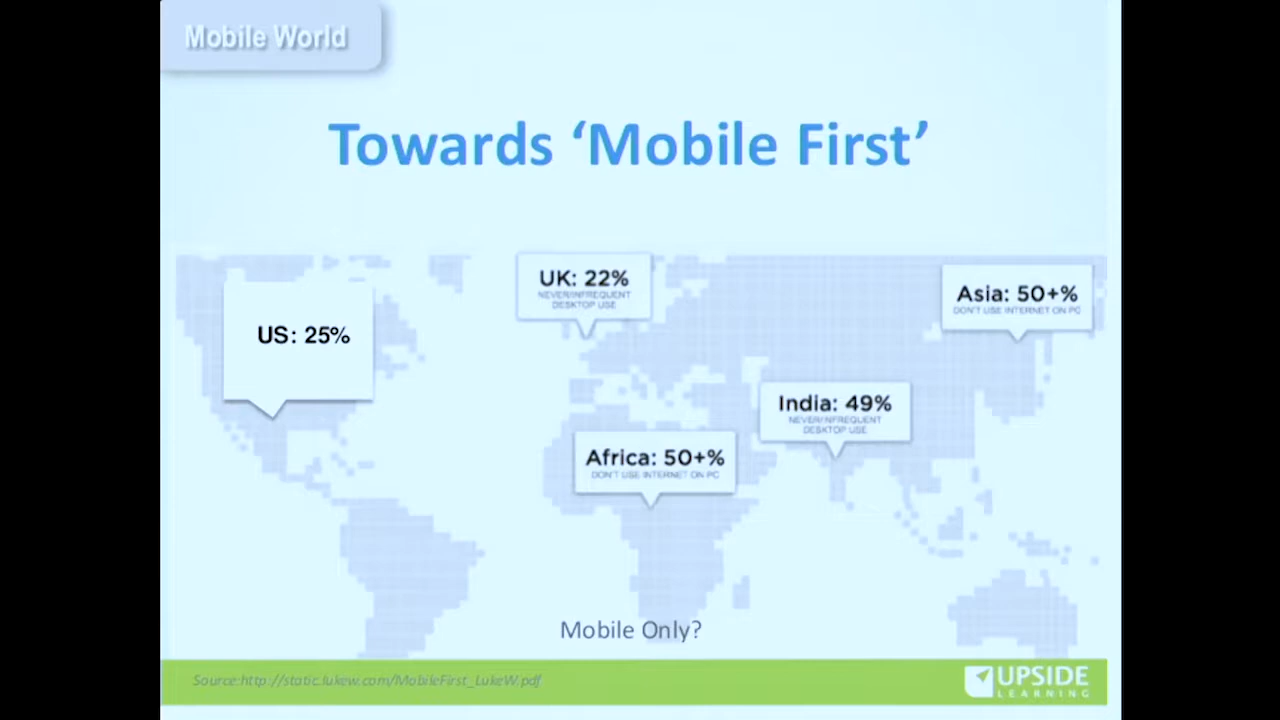 Mobile World
Towards ‘Mobile First’
US: 25%
UK: 22%
NEVER/INFREQUENT
DESKTOP USE
Asia: 50+%
DON'T USE INTERNET ON PC
India: 49%
NEVER/INFREQUENT
DESKTOP USE
Africa: 50+%
DON'T USE INTERNET ON PC
Mobile Only?
Source:http://static.lukew.com/MobileFirst_LukeW.pdf
UPSIDE
LEARNING